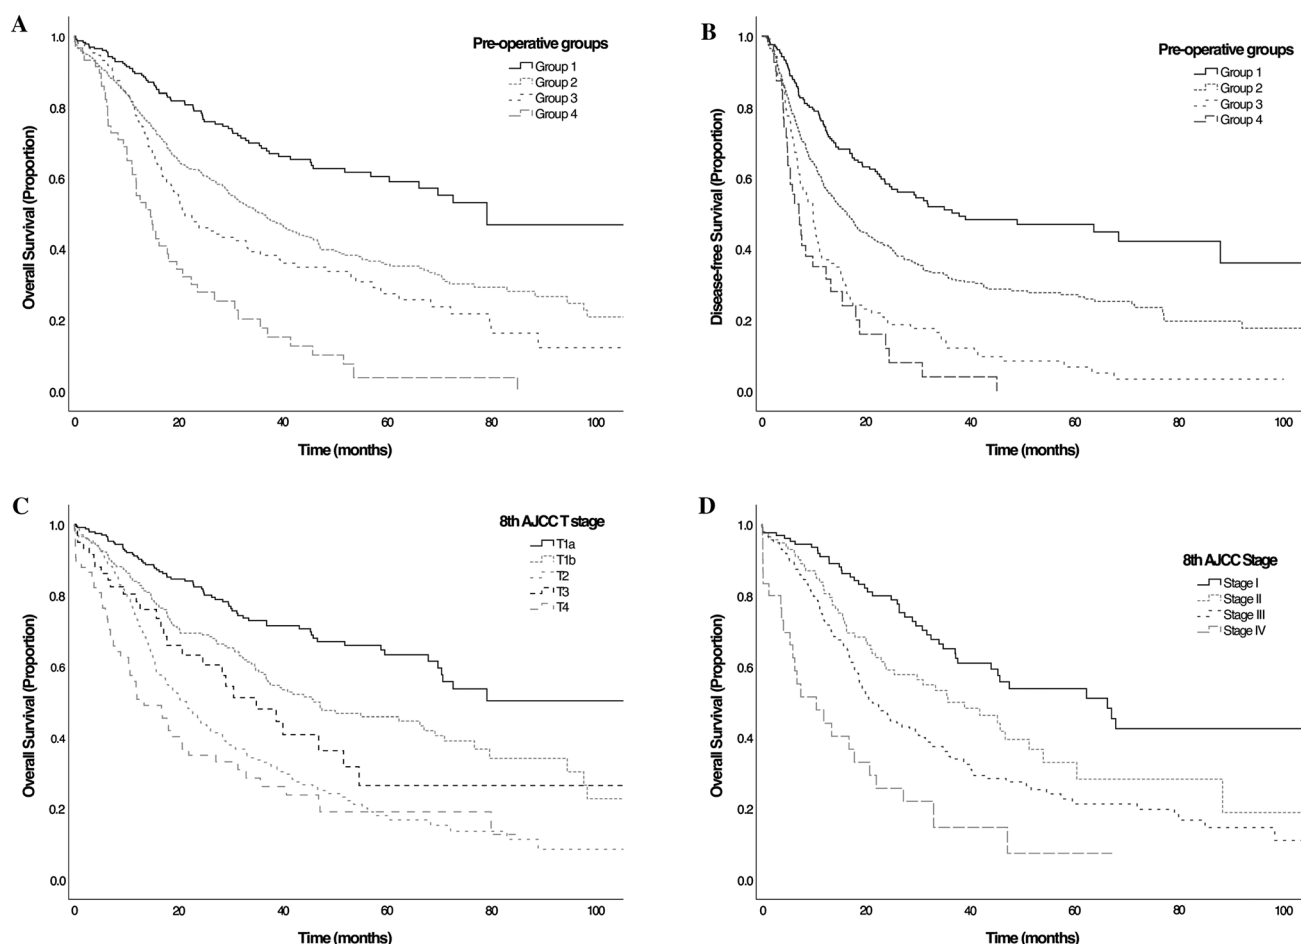 A
Pre-operative groups
Group 1
Group 2
Group 3
Group 4
Overall Survival (Proportion)
1.0
0.8
0.6
0.4
0.2
0.0
0 20 40 60 80 100
Time (months)
B
Pre-operative groups
Group 1
Group 2
Group 3
Group 4
Disease-free Survival (Proportion)
1.0
0.8
0.6
0.4
0.2
0.0
0 20 40 60 80 100
Time (months)
C
8th AJCC T stage
T1a
T1b
T2
T3
T4
Overall Survival (Proportion)
1.0
0.8
0.6
0.4
0.2
0.0
0 20 40 60 80 100
Time (months)
D
8th AJCC Stage
Stage I
Stage II
Stage III
Stage IV
Overall Survival (Proportion)
1.0
0.8
0.6
0.4
0.2
0.0
0 20 40 60 80 100
Time (months)